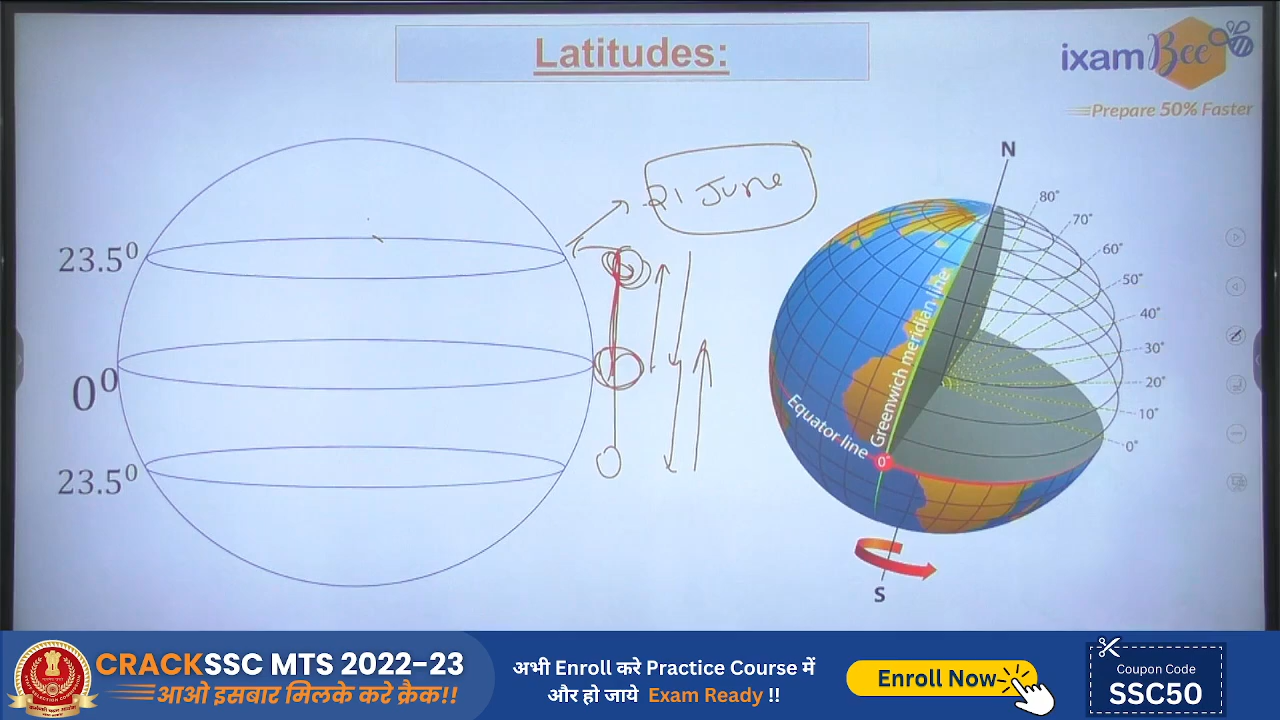 Latitudes:
ixamBee
Prepare 50% Faster
21 June
23.5⁰
0⁰
23.5⁰
N
80°
70°
60°
50°
40°
30°
20°
10°
0°
Greenwich meridian line
Equator line
0°
S
CRACKSSC MTS 2022-23
आओ इसबार मिलके करे क्रैक!!
अभी Enroll करे Practice Course में
और हो जाये Exam Ready !!
Enroll Now
Coupon Code
SSC50